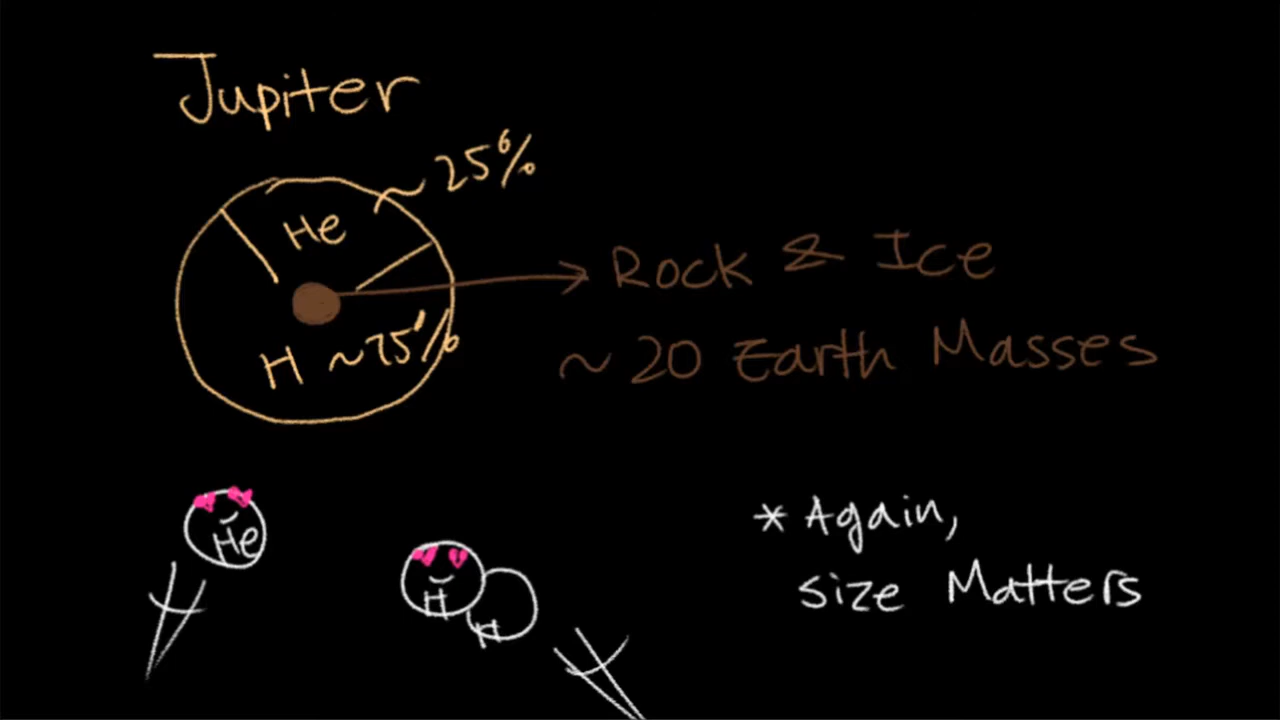 Jupiter
~ 25%
He
Rock & Ice
H ~75%
~ 20 Earth Masses
He
H
H
* Again,
size Matters